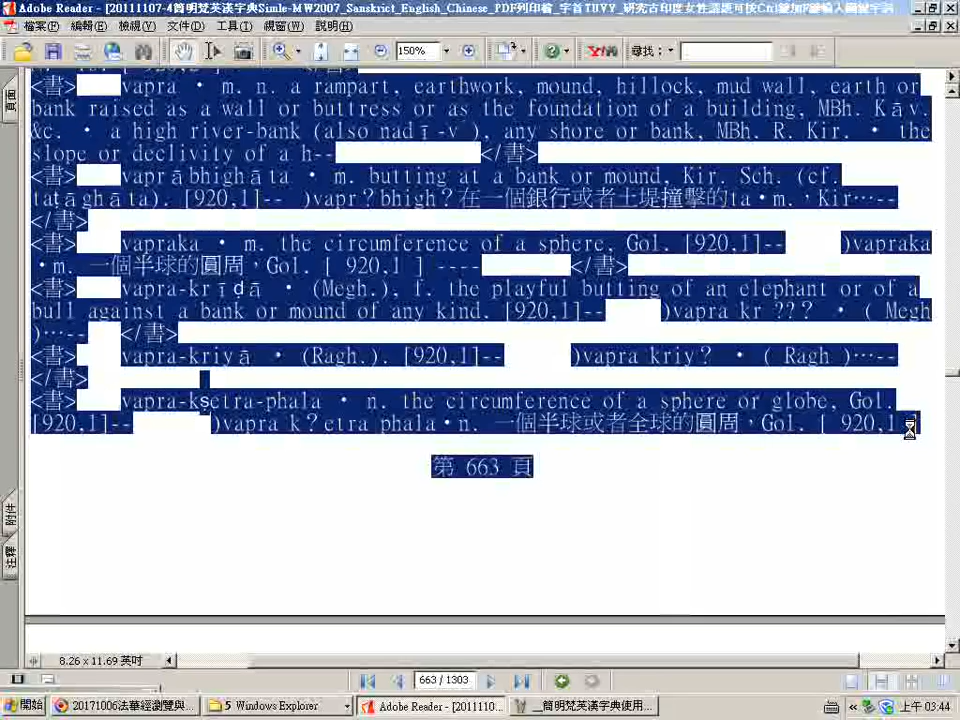 Adobe Reader - [20111107-4簡明梵英漢字典Simle-MW2007_Sanskrict_English_Chinese_PDF列印檔_字首TUVY_研究古印度女性議題可按Ctrl鍵加F鍵輸入關鍵字詞
檔案(F) 編輯(E) 檢視(V) 文件(D) 工具(T) 視窗(W) 說明(H)
150% 尋找：
頁面
<書> vapra · m. n. a rampart, earthwork, mound, hillock, mud wall, earth or
bank raised as a wall or buttress or as the foundation of a building, MBh. Kāv.
&c. · a high river-bank (also nadī-v ), any shore or bank, MBh. R. Kir. · the
slope or declivity of a h-- </書>
<書> vaprābhighāta · m. butting at a bank or mound, Kir. Sch. (cf.
taṭāghāta). [920,1]-- )vapr？bhigh？在一個銀行或者土堤撞擊的ta·m.，Kir…--
</書>
<書> vapraka · m. the circumference of a sphere, Gol. [920,1]-- )vapraka
·m. 一個半球的圓周，Gol. [ 920,1 ] ---- </書>
<書> vapra-krīḍā · (Megh.), f. the playful butting of an elephant or of a
bull against a bank or mound of any kind. [920,1]-- )vapra kr ??？ · ( Megh
)…-- </書>
<書> vapra-kriyā · (Ragh.). [920,1]-- )vapra kriy？ · ( Ragh )…--
</書>
<書> vapra-kṣetra-phala · n. the circumference of a sphere or globe, Gol.
[920,1]-- )vapra k？etra phala·n. 一個半球或者全球的圓周，Gol. [ 920,1 ]
第 663 頁
附件
注釋
8.26 x 11.69 英吋
663 / 1303
開始 20171006法華經瀏覽與... 5 Windows Explorer Adobe Reader - [2010... __簡明梵英漢字典使用... 上午 03:44